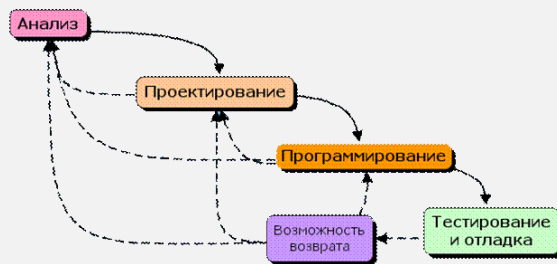 Анализ
Проектирование
Программирование
Возможность
возврата
Тестирование
и отладка